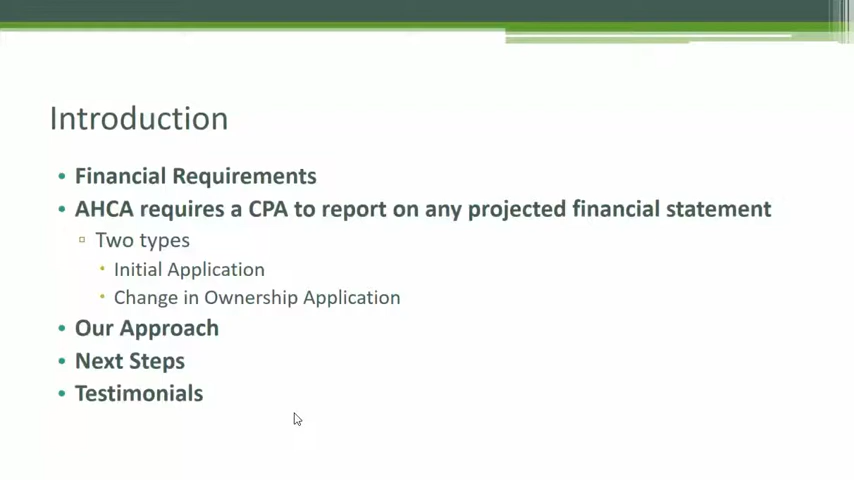 Introduction
• Financial Requirements
• AHCA requires a CPA to report on any projected financial statement
▫ Two types
• Initial Application
• Change in Ownership Application
• Our Approach
• Next Steps
• Testimonials